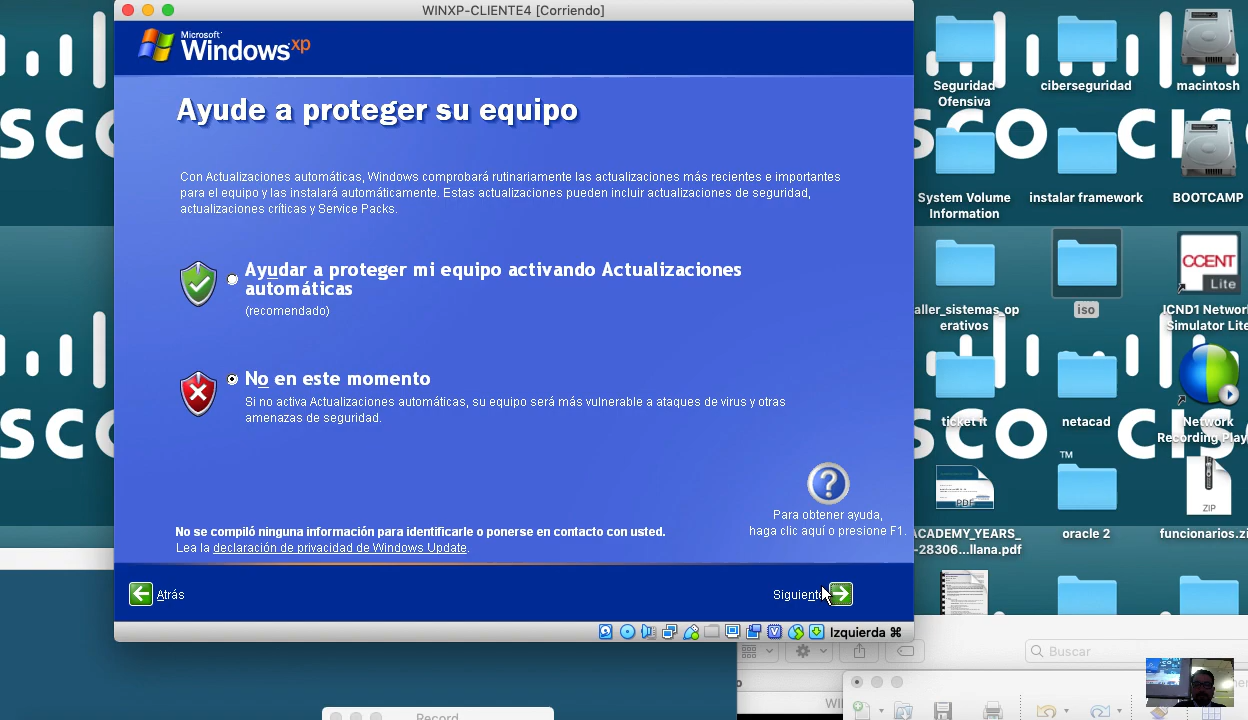 WINXP-CLIENTE4 [Corriendo]
Microsoft
Windows xp
Ayude a proteger su equipo
Con Actualizaciones automáticas, Windows comprobará rutinariamente las actualizaciones más recientes e importantes
para el equipo y las instalará automáticamente. Estas actualizaciones pueden incluir actualizaciones de seguridad,
actualizaciones críticas y Service Packs.
Ayudar a proteger mi equipo activando Actualizaciones
automáticas
(recomendado)
No en este momento
Si no activa Actualizaciones automáticas, su equipo será más vulnerable a ataques de virus y otras
amenazas de seguridad.
Para obtener ayuda,
haga clic aquí o presione F1.
No se compiló ninguna información para identificarle o ponerse en contacto con usted.
Lea la declaración de privacidad de Windows Update.
Atrás
Siguiente
Izquierda ⌘
Seguridad
Ofensiva
ciberseguridad
macintosh
System Volume
Information
instalar framework
BOOTCAMP
aller_sistemas_op
erativos
iso
CCENT
Lite
ICND1 Network
Simulator Lite
ticket it
netacad
Network
Recording Play
TM
PDF
ZIP
ACADEMY_YEARS_
-28306...llana.pdf
oracle 2
funcionarios.zi
Buscar
WI
Record
sco
CISCO